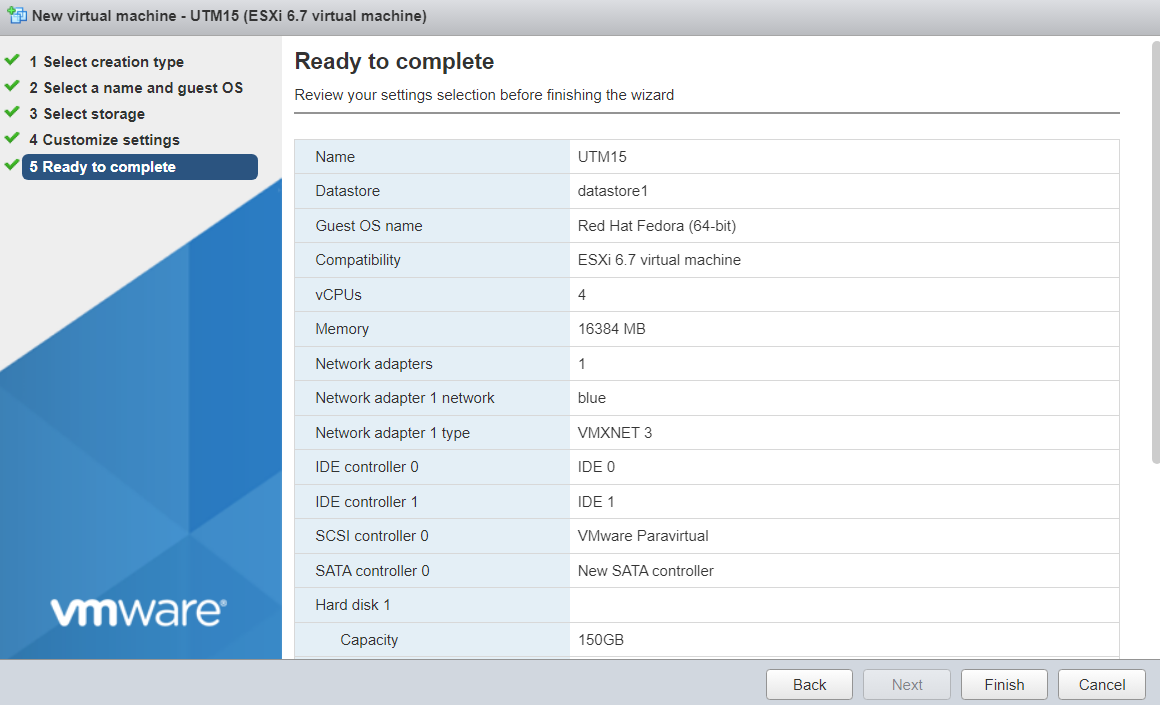 New virtual machine - UTM15 (ESXi 6.7 virtual machine)
1 Select creation type
2 Select a name and guest OS
3 Select storage
4 Customize settings
5 Ready to complete
vmware®
Ready to complete
Review your settings selection before finishing the wizard
Name UTM15
Datastore datastore1
Guest OS name Red Hat Fedora (64-bit)
Compatibility ESXi 6.7 virtual machine
vCPUs 4
Memory 16384 MB
Network adapters 1
Network adapter 1 network blue
Network adapter 1 type VMXNET 3
IDE controller 0 IDE 0
IDE controller 1 IDE 1
SCSI controller 0 VMware Paravirtual
SATA controller 0 New SATA controller
Hard disk 1
Capacity 150GB
Back Next Finish Cancel